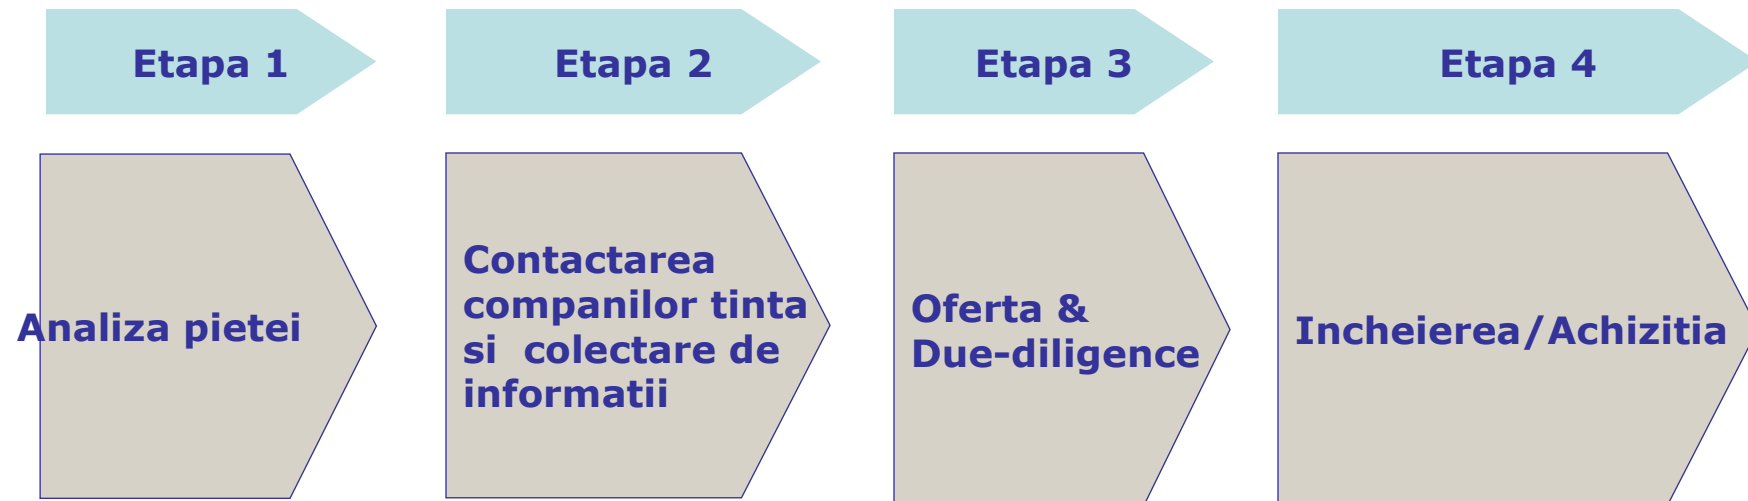 Etapa 1
Etapa 2
Etapa 3
Etapa 4
Analiza pietei
Contactarea
companilor tinta
si colectare de
informatii
Oferta &
Due-diligence
Incheierea/Achizitia